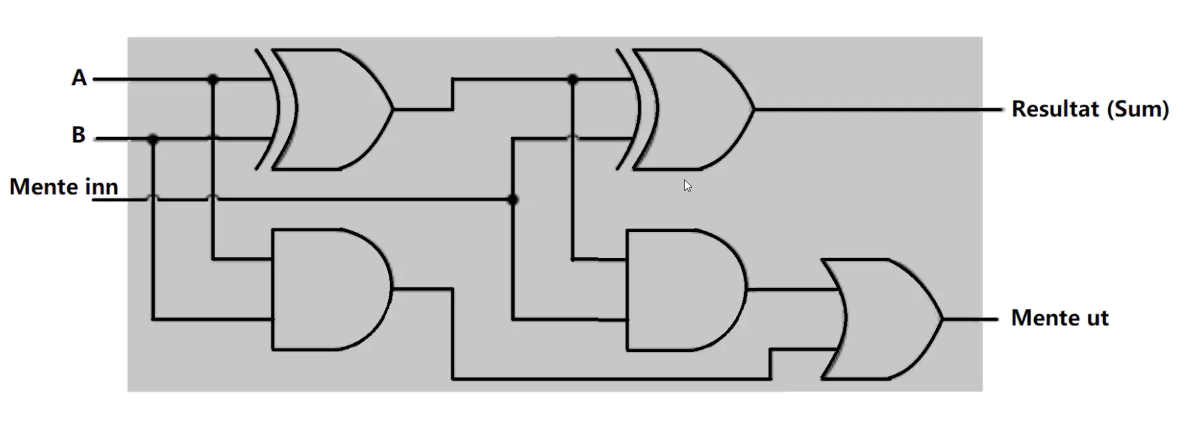 A
B
Mente inn
Resultat (Sum)
Mente ut